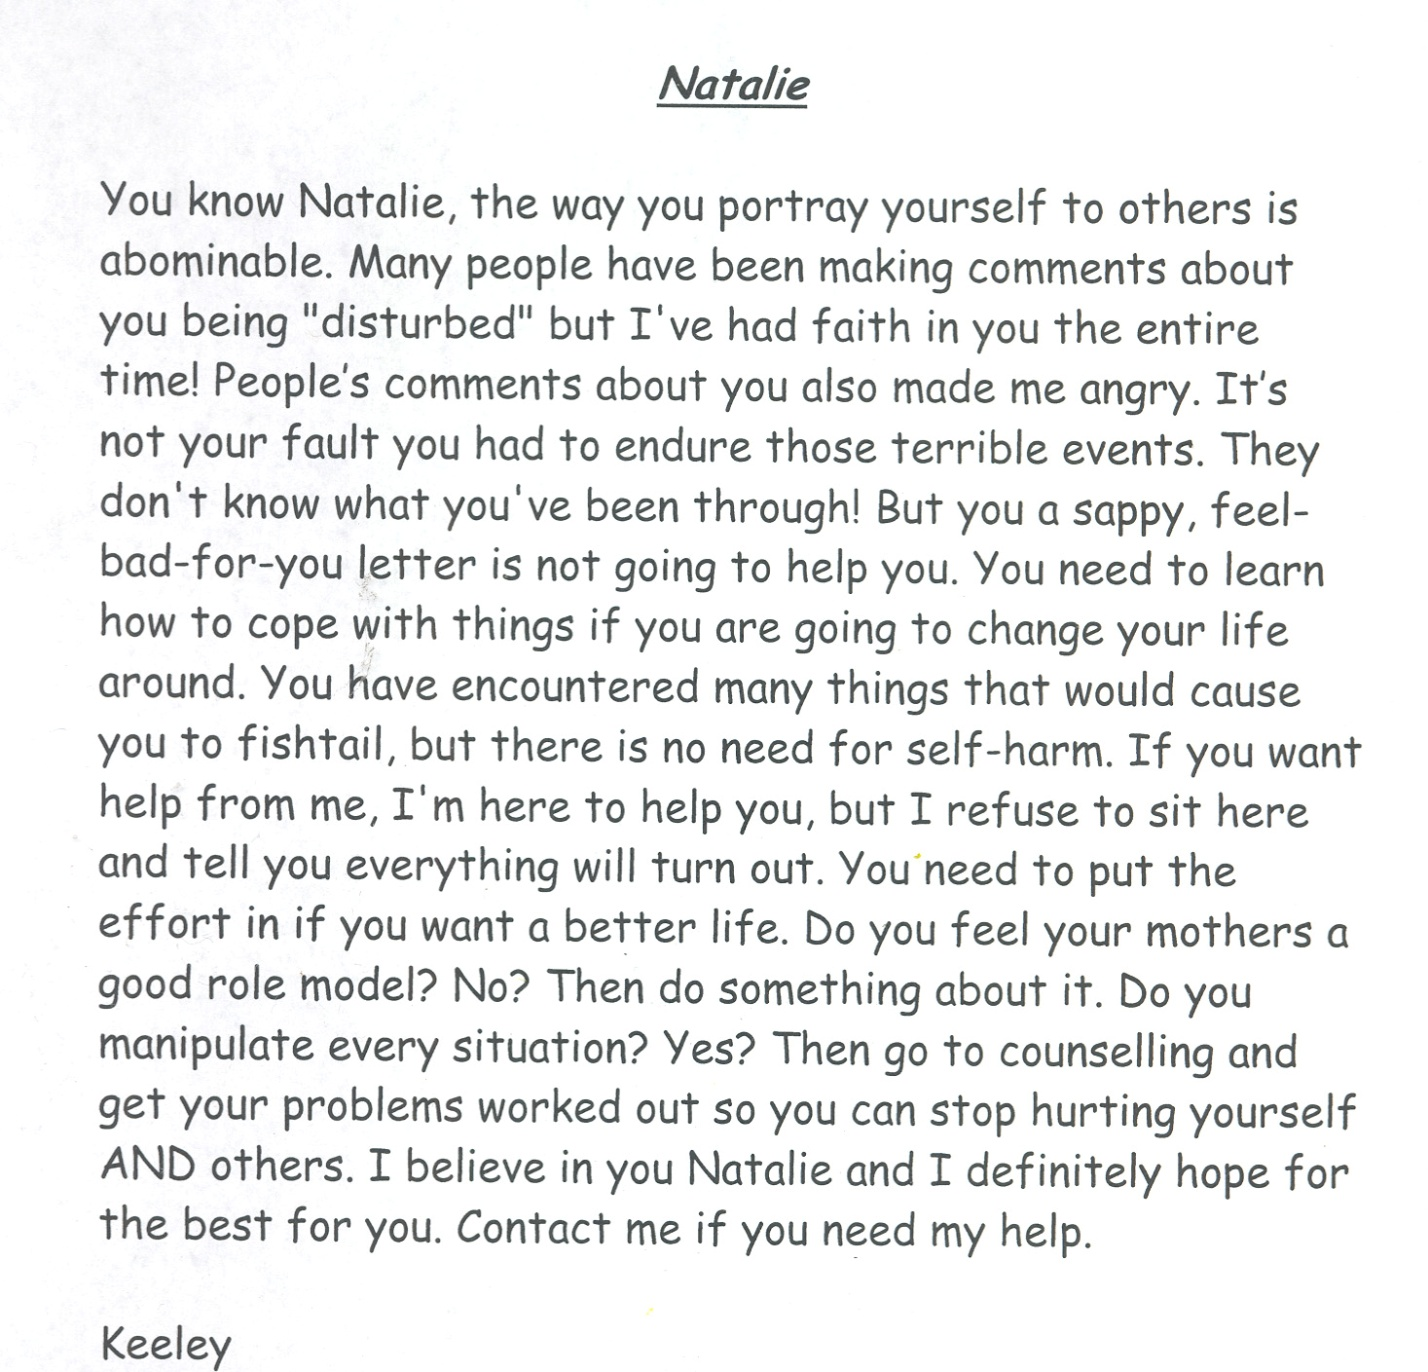 Natalie
You know Natalie, the way you portray yourself to others is
abominable. Many people have been making comments about
you being "disturbed" but I've had faith in you the entire
time! People's comments about you also made me angry. It's
not your fault you had to endure those terrible events. They
don't know what you've been through! But you a sappy, feel-
bad-for-you letter is not going to help you. You need to learn
how to cope with things if you are going to change your life
around. You have encountered many things that would cause
you to fishtail, but there is no need for self-harm. If you want
help from me, I'm here to help you, but I refuse to sit here
and tell you everything will turn out. You need to put the
effort in if you want a better life. Do you feel your mothers a
good role model? No? Then do something about it. Do you
manipulate every situation? Yes? Then go to counselling and
get your problems worked out so you can stop hurting yourself
AND others. I believe in you Natalie and I definitely hope for
the best for you. Contact me if you need my help.
Keeley